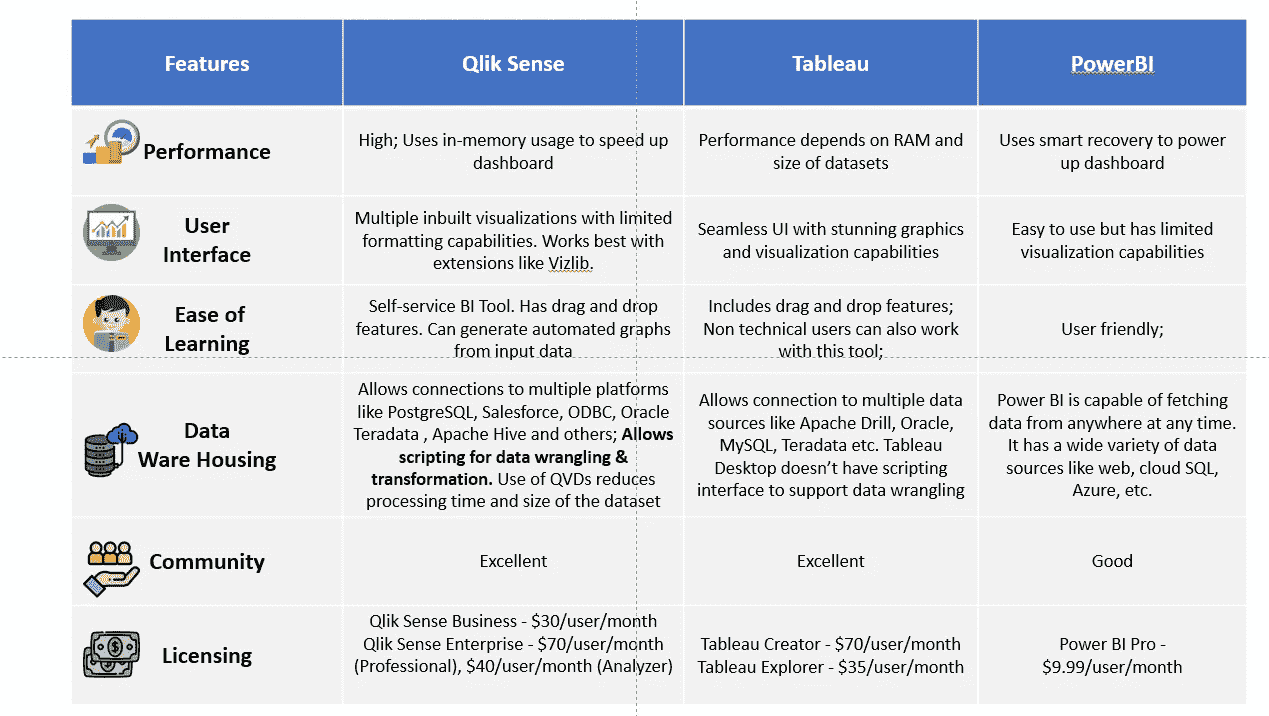 Features
Qlik Sense
Tableau
PowerBI
Performance
High; Uses in-memory usage to speed up
dashboard
Performance depends on RAM and
size of datasets
Uses smart recovery to power
up dashboard
User
Interface
Multiple inbuilt visualizations with limited
formatting capabilities. Works best with
extensions like Vizlib.
Seamless UI with stunning graphics
and visualization capabilities
Easy to use but has limited
visualization capabilities
Ease of
Learning
Self-service BI Tool. Has drag and drop
features. Can generate automated graphs
from input data
Includes drag and drop features;
Non technical users can also work
with this tool;
User friendly;
Data
Ware Housing
Allows connections to multiple platforms
like PostgreSQL, Salesforce, ODBC, Oracle
Teradata , Apache Hive and others; Allows
scripting for data wrangling &
transformation. Use of QVDs reduces
processing time and size of the dataset
Allows connection to multiple data
sources like Apache Drill, Oracle,
MySQL, Teradata etc. Tableau
Desktop doesn’t have scripting
interface to support data wrangling
Power BI is capable of fetching
data from anywhere at any time.
It has a wide variety of data
sources like web, cloud SQL,
Azure, etc.
Community
Excellent
Excellent
Good
Licensing
Qlik Sense Business - $30/user/month
Qlik Sense Enterprise - $70/user/month
(Professional), $40/user/month (Analyzer)
Tableau Creator - $70/user/month
Tableau Explorer - $35/user/month
Power BI Pro -
$9.99/user/month